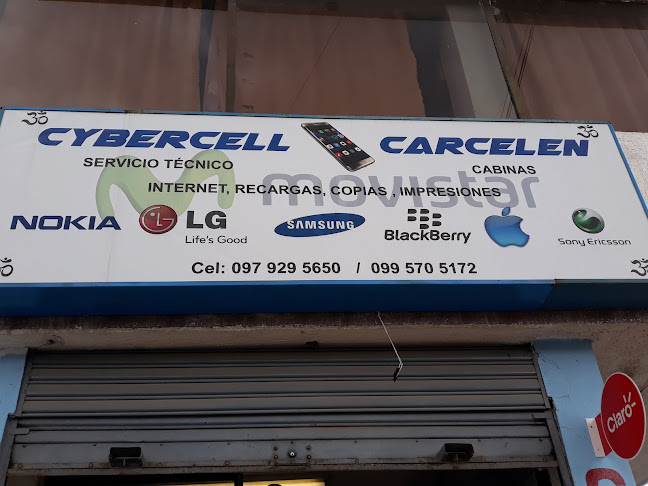 CYBERCELL CARCELEN
SERVICIO TÉCNICO CABINAS
movistar
INTERNET, RECARGAS, COPIAS , IMPRESIONES
NOKIA LG SAMSUNG BlackBerry Sony Ericsson
Life's Good
Cel: 097 929 5650 / 099 570 5172
Claro